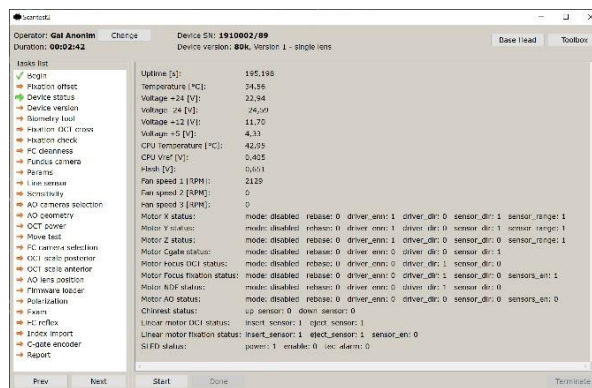 Scantest2
Operator: Gal Anonim Change
Duration: 00:02:42
Device SN: 1910002/89
Device version: 80k, Version 1 - single lens
Base Head Toolbox
Tasks list
Begin
Fixation offset
Device status
Device version
Biometry tool
Fixation OCT cross
Fixation check
FC cleanness
Fundus camera
Params
Line sensor
Sensitivity
AO cameras selection
AO geometry
OCT power
Move test
FC camera selection
OCT scale posterior
OCT scale anterior
AO lens position
Firmware loader
Polarization
Exam
FC reflex
Index import
C-gate encoder
Report
Uptime [s]: 195,198
Temperature [°C]: 34,56
Voltage +24 [V]: 22,94
Voltage -24 [V]: -24,59
Voltage +12 [V]: 11,70
Voltage +5 [V]: 4,33
CPU Temperature [°C]: 42,95
CPU Vref [V]: 0,405
Flash [V]: 0,651
Fan speed 1 [RPM]: 2129
Fan speed 2 [RPM]: 0
Fan speed 3 [RPM]: 0
Motor X status: mode: disabled rebase: 0 driver_enn: 1 driver_dir: 0 sensor_dir: 1 sensor_range: 1
Motor Y status: mode: disabled rebase: 0 driver_enn: 1 driver_dir: 0 sensor_dir: 1 sensor_range: 1
Motor Z status: mode: disabled rebase: 0 driver_enn: 1 driver_dir: 0 sensor_dir: 0 sensor_range: 1
Motor Cgate status: mode: disabled rebase: 0 driver_enn: 0 driver_dir: 0 sensor_dir: 1
Motor Focus OCT status: mode: disabled rebase: 0 driver_enn: 0 driver_dir: 1 sensor_dir: 0
Motor Focus fixation status: mode: disabled rebase: 0 driver_enn: 0 driver_dir: 1 sensor_dir: 0 sensors_en: 1
Motor NDF status: mode: disabled rebase: 0 driver_enn: 0 driver_dir: 1 sensor_dir: 0
Motor AO status: mode: disabled rebase: 0 driver_enn: 0 driver_dir: 0 sensor_dir: 0 sensors_en: 0
Chinrest status: up_sensor: 0 down_sensor: 0
Linear motor OCT status: insert_sensor: 1 eject_sensor: 1
Linear motor fixation status: insert_sensor: 1 eject_sensor: 1 sensor_en: 0
SLED status: power: 1 enable: 0 tec_alarm: 0
Prev Next Start Done Terminate